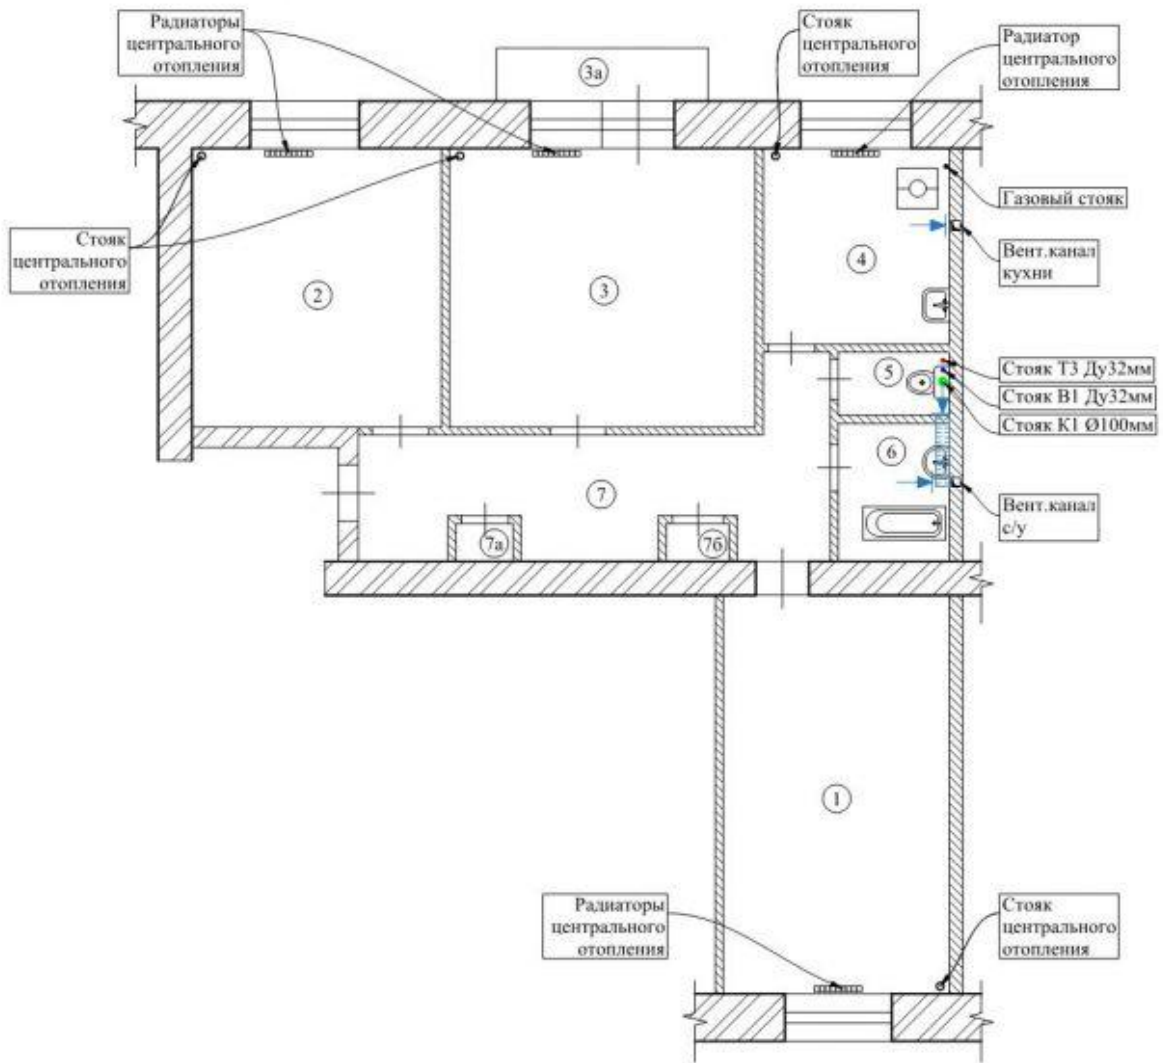 Радиаторы
центрального
отопления
3а
Стояк
центрального
отопления
Радиатор
центрального
отопления
Газовый стояк
Стояк
центрального
отопления
Вент.канал
кухни
4
2
3
5
Стояк Т3 Ду32мм
Стояк В1 Ду32мм
Стояк К1 Ø100мм
6
7
Вент.канал
с/у
7а
7б
1
Радиаторы
центрального
отопления
Стояк
центрального
отопления